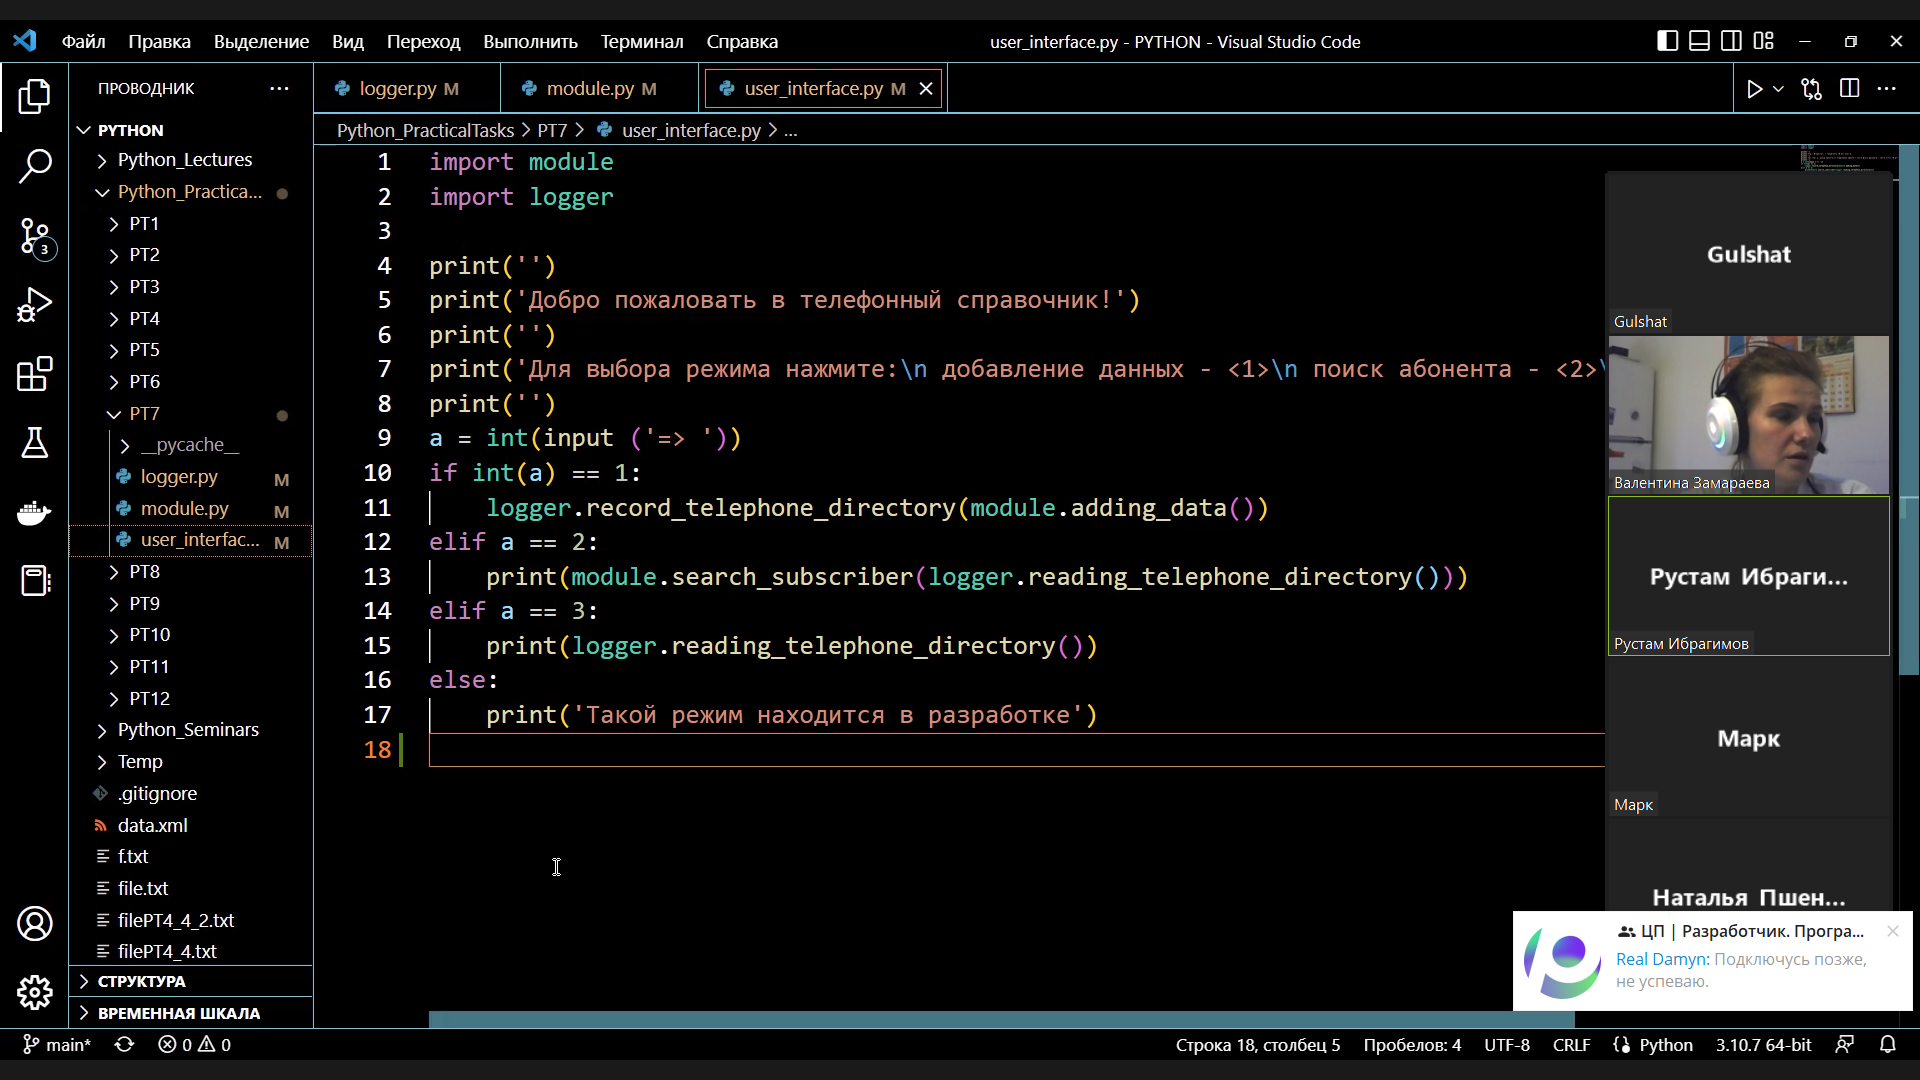 Файл Правка Выделение Вид Переход Выполнить Терминал Справка
user_interface.py - PYTHON - Visual Studio Code
ПРОВОДНИК
PYTHON
Python_Lectures
Python_Practica...
PT1
PT2
PT3
PT4
PT5
PT6
PT7
__pycache__
logger.py M
module.py M
user_interfac... M
PT8
PT9
PT10
PT11
PT12
Python_Seminars
Temp
.gitignore
data.xml
f.txt
file.txt
filePT4_4_2.txt
filePT4_4.txt
СТРУКТУРА
ВРЕМЕННАЯ ШКАЛА
3
logger.py M
module.py M
user_interface.py M
Python_PracticalTasks > PT7 > user_interface.py > ...
1 import module
2 import logger
3
4 print('')
5 print('Добро пожаловать в телефонный справочник!')
6 print('')
7 print('Для выбора режима нажмите:\n добавление данных - <1>\n поиск абонента - <2>\
8 print('')
9 a = int(input ('=> '))
10 if int(a) == 1:
11 logger.record_telephone_directory(module.adding_data())
12 elif a == 2:
13 print(module.search_subscriber(logger.reading_telephone_directory()))
14 elif a == 3:
15 print(logger.reading_telephone_directory())
16 else:
17 print('Такой режим находится в разработке')
18
Gulshat
Gulshat
Валентина Замараева
Рустам Ибраги...
Рустам Ибрагимов
Марк
Марк
Наталья Пшен...
ЦП | Разработчик. Програ...
Real Damyn: Подключусь позже,
не успеваю.
main* 0 0
Строка 18, столбец 5 Пробелов: 4 UTF-8 CRLF Python 3.10.7 64-bit